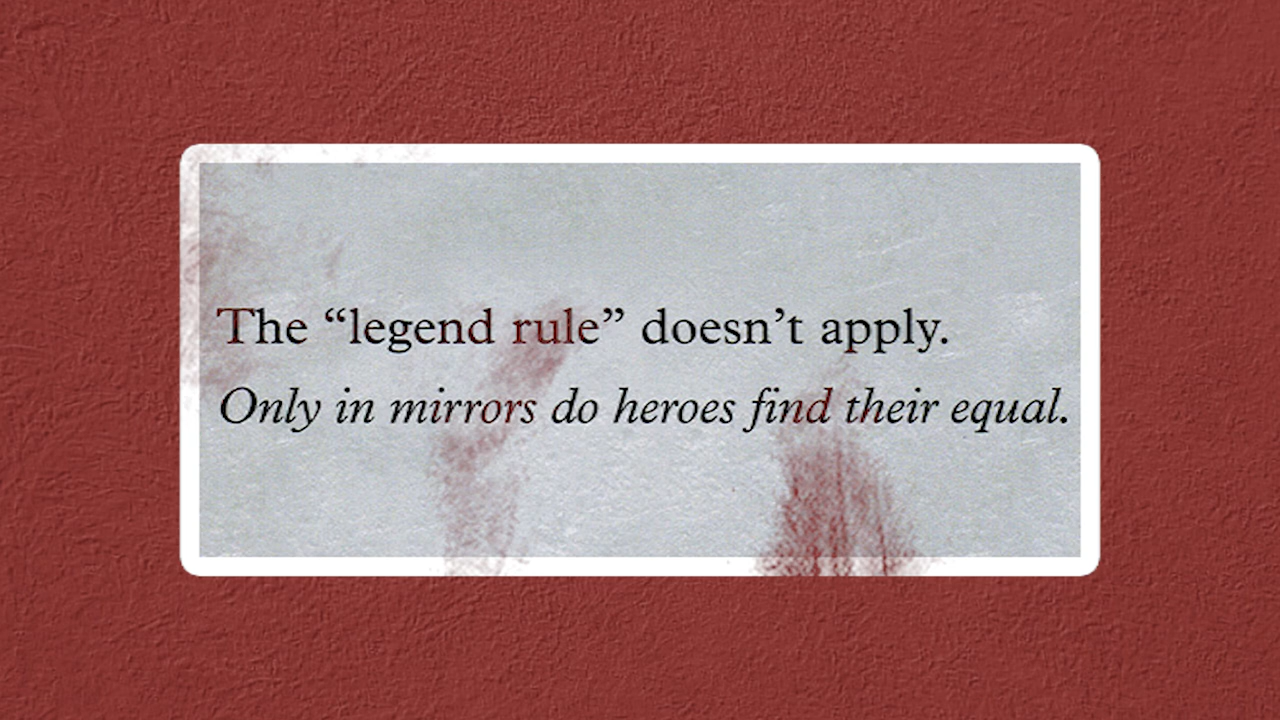 The “legend rule” doesn’t apply.
Only in mirrors do heroes find their equal.